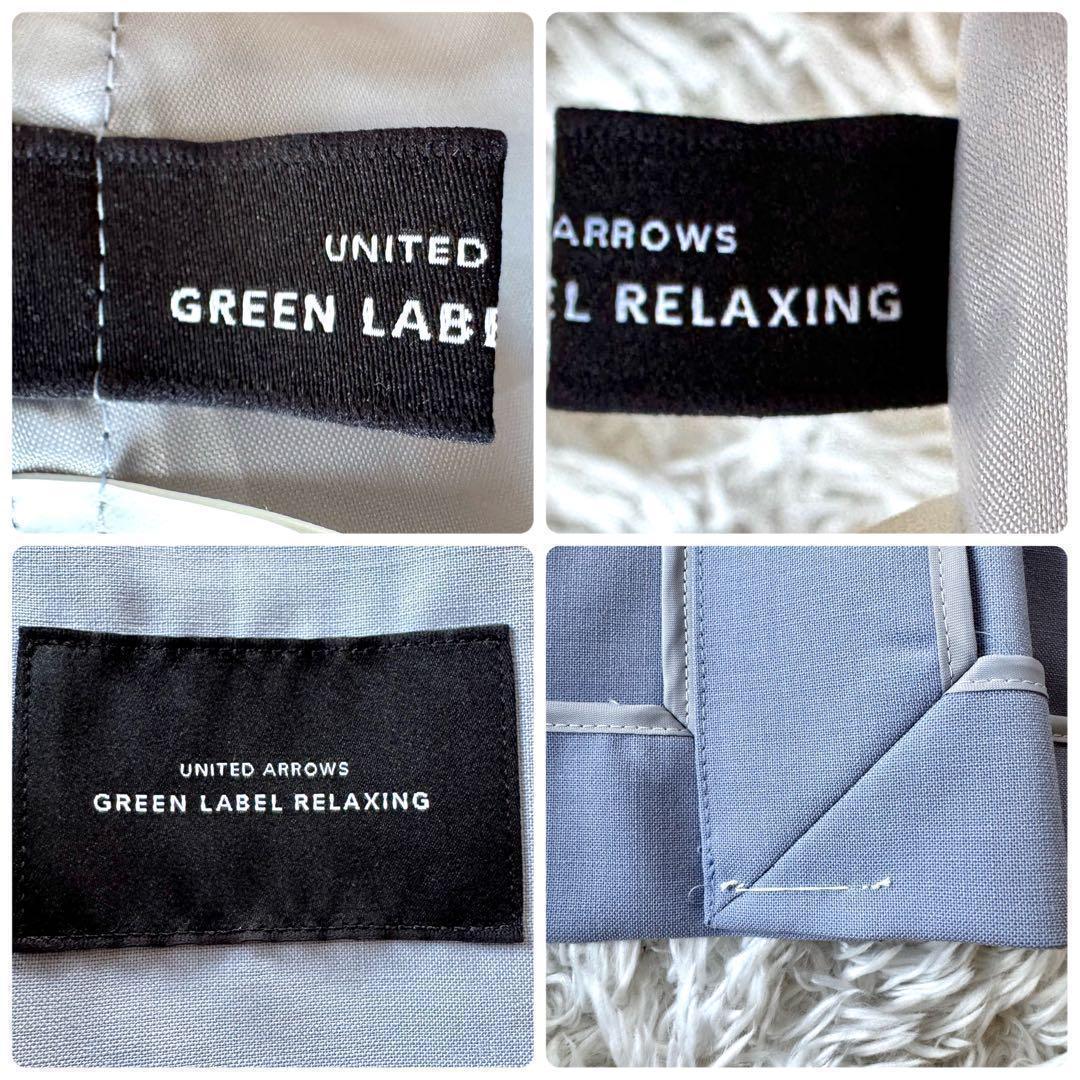 UNITED
GREEN LABE
ARROWS
EL RELAXING
UNITED ARROWS
GREEN LABEL RELAXING